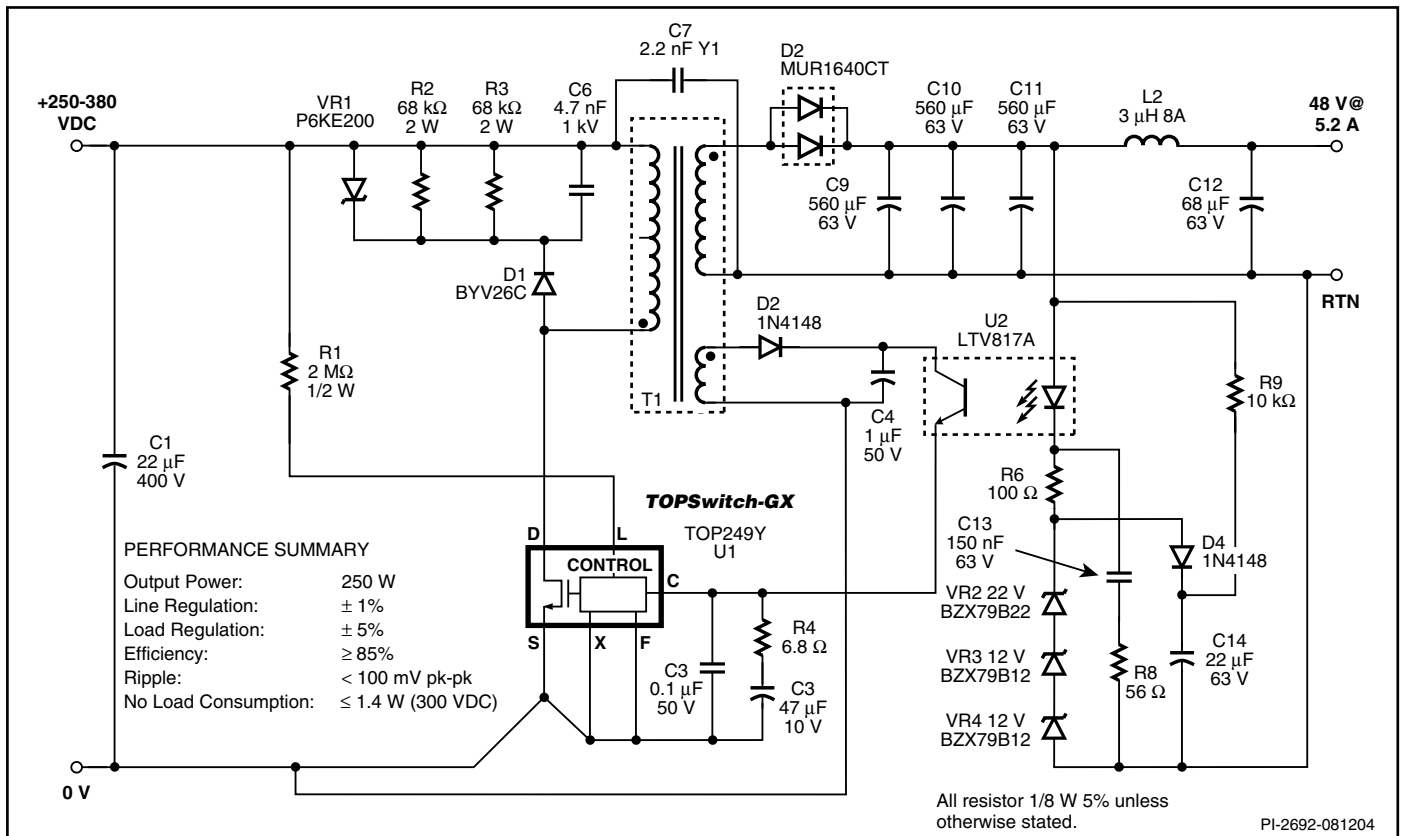 C7
2.2 nF Y1
D2
MUR1640CT
+250-380
VDC
VR1
P6KE200
R2
68 kΩ
2 W
R3
68 kΩ
2 W
C6
4.7 nF
1 kV
C10
560 µF
63 V
C11
560 µF
63 V
L2
3 µH 8A
48 V@
5.2 A
C9
560 µF
63 V
C12
68 µF
63 V
D1
BYV26C
RTN
D2
1N4148
U2
LTV817A
R1
2 MΩ
1/2 W
T1
R9
10 kΩ
C4
1 µF
50 V
C1
22 µF
400 V
R6
100 Ω
TOPSwitch-GX
TOP249Y
U1
D
L
CONTROL
C
S
X
F
C13
150 nF
63 V
D4
1N4148
PERFORMANCE SUMMARY
Output Power: 250 W
Line Regulation: ± 1%
Load Regulation: ± 5%
Efficiency: ≥ 85%
Ripple: < 100 mV pk-pk
No Load Consumption: ≤ 1.4 W (300 VDC)
VR2 22 V
BZX79B22
R4
6.8 Ω
C3
0.1 µF
50 V
C3
47 µF
10 V
VR3 12 V
BZX79B12
R8
56 Ω
C14
22 µF
63 V
VR4 12 V
BZX79B12
0 V
All resistor 1/8 W 5% unless
otherwise stated.
PI-2692-081204